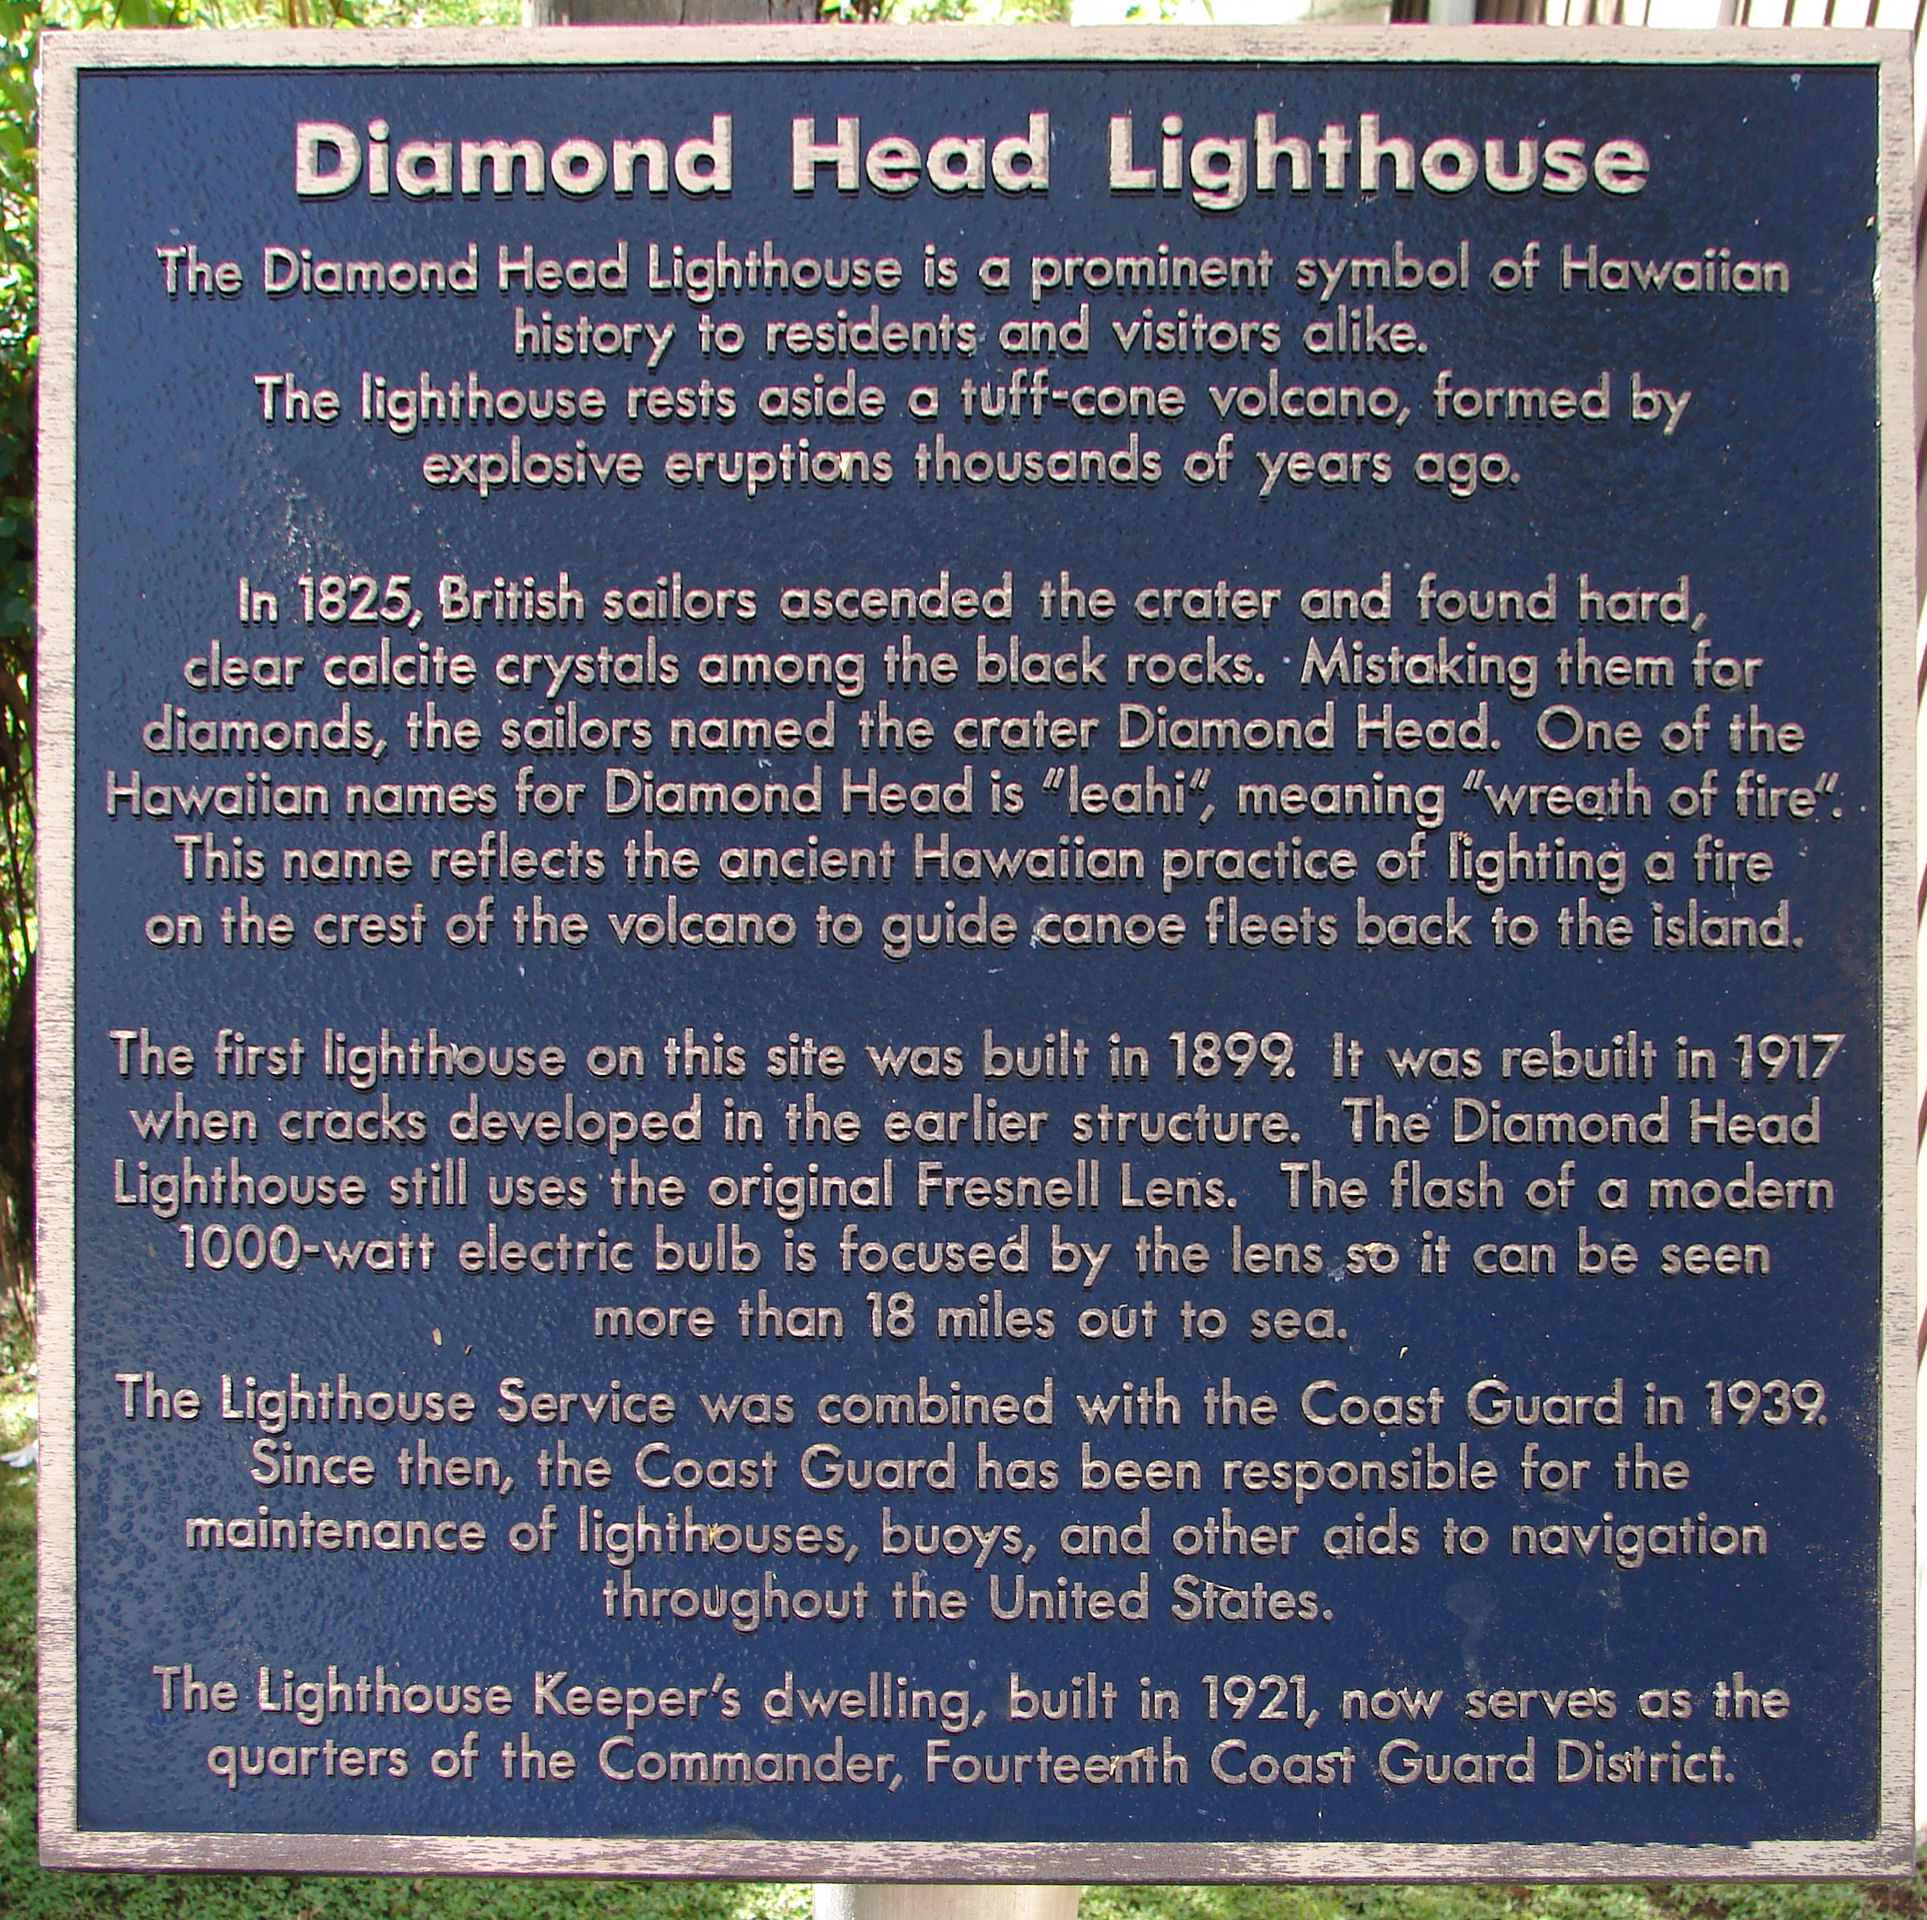 Diamond Head Lighthouse
The Diamond Head Lighthouse is a prominent symbol of Hawaiian
history to residents and visitors alike.
The lighthouse rests aside a tuff-cone volcano, formed by
explosive eruptions thousands of years ago.
In 1825, British sailors ascended the crater and found hard,
clear calcite crystals among the black rocks. Mistaking them for
diamonds, the sailors named the crater Diamond Head. One of the
Hawaiian names for Diamond Head is “leahi“, meaning “wreath of fire“.
This name reflects the ancient Hawaiian practice of lighting a fire
on the crest of the volcano to guide canoe fleets back to the island.
The first lighthouse on this site was built in 1899. It was rebuilt in 1917
when cracks developed in the earlier structure. The Diamond Head
Lighthouse still uses the original Fresnell Lens. The flash of a modern
1000-watt electric bulb is focused by the lens so it can be seen
more than 18 miles out to sea.
The Lighthouse Service was combined with the Coast Guard in 1939.
Since then, the Coast Guard has been responsible for the
maintenance of lighthouses, buoys, and other aids to navigation
throughout the United States.
The Lighthouse Keeper’s dwelling, built in 1921, now serves as the
quarters of the Commander, Fourteenth Coast Guard District.